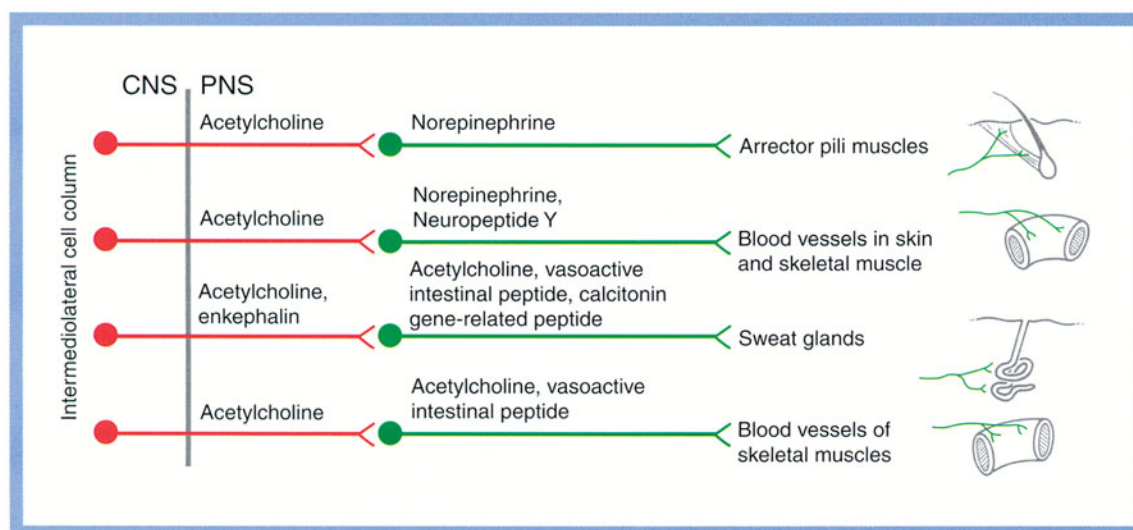 CNS PNS
Intermediolateral cell column
Acetylcholine
Norepinephrine
Arrector pili muscles
Acetylcholine
Norepinephrine,
Neuropeptide Y
Blood vessels in skin
and skeletal muscle
Acetylcholine,
enkephalin
Acetylcholine, vasoactive
intestinal peptide, calcitonin
gene-related peptide
Sweat glands
Acetylcholine
Acetylcholine, vasoactive
intestinal peptide
Blood vessels of
skeletal muscles